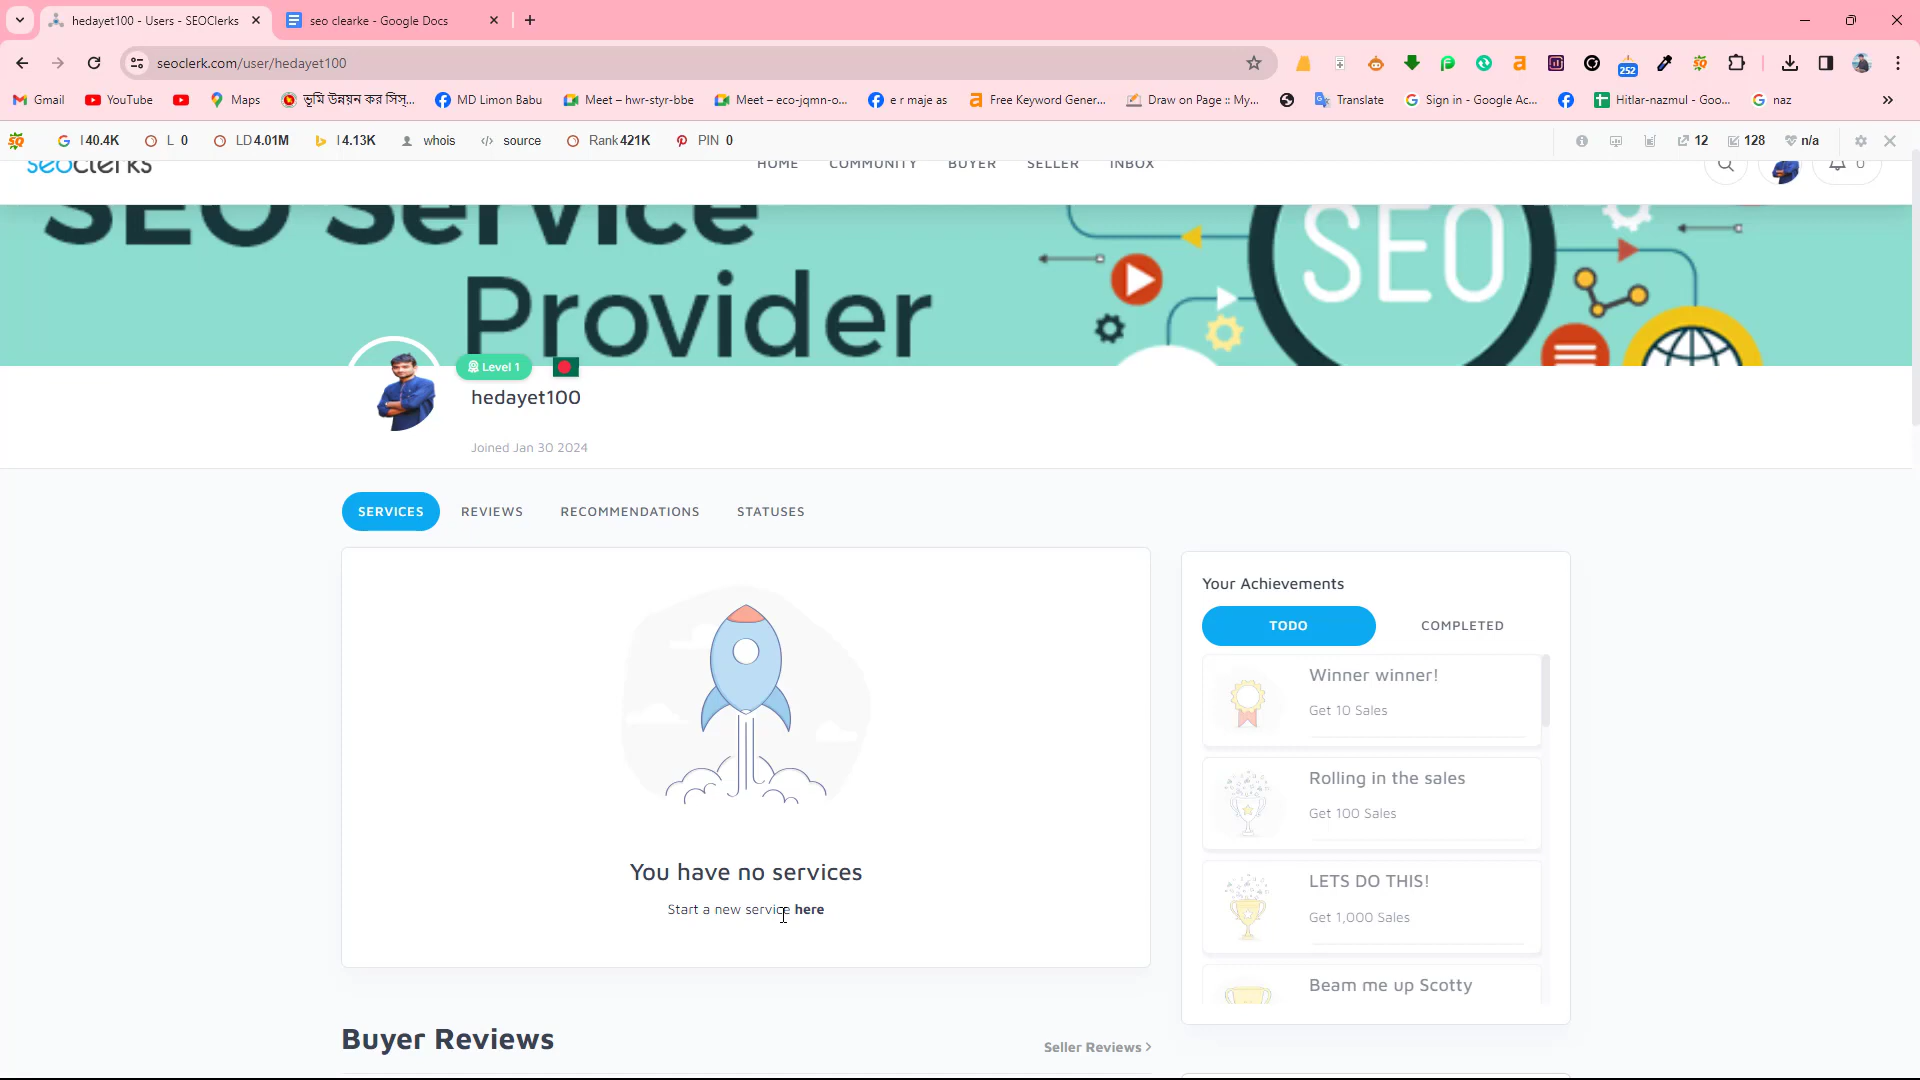 hedayet100 - Users - SEOClerks
seo clearke - Google Docs
seoclerk.com/user/hedayet100
252
Gmail
YouTube
Maps
ভূমি উন্নয়ন কর সিস্...
MD Limon Babu
Meet – hwr-styr-bbe
Meet – eco-jqmn-o...
e r maje as
Free Keyword Gener...
Draw on Page :: My...
Translate
Sign in - Google Ac...
Hitlar-nazmul - Goo...
naz
I 40.4K
L 0
LD 4.01M
I 4.13K
whois
source
Rank 421K
PIN 0
12
128
n/a
seoclerks
HOME
COMMUNITY
BUYER
SELLER
INBOX
0
SEO Service
Provider
SEO
Level 1
hedayet100
Joined Jan 30 2024
SERVICES
REVIEWS
RECOMMENDATIONS
STATUSES
You have no services
Start a new service here
Your Achievements
TODO
COMPLETED
Winner winner!
Get 10 Sales
Rolling in the sales
Get 100 Sales
LETS DO THIS!
Get 1,000 Sales
Beam me up Scotty
Buyer Reviews
Seller Reviews